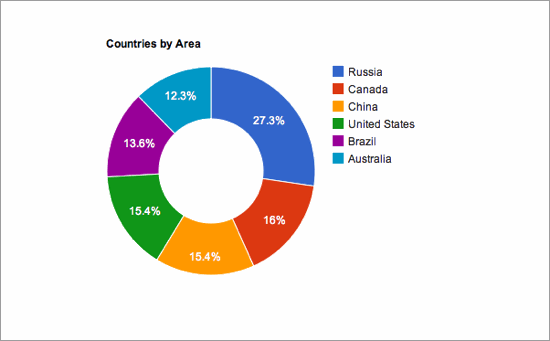 Countries by Area
Russia
Canada
China
United States
Brazil
Australia
27.3%
16%
15.4%
15.4%
13.6%
12.3%